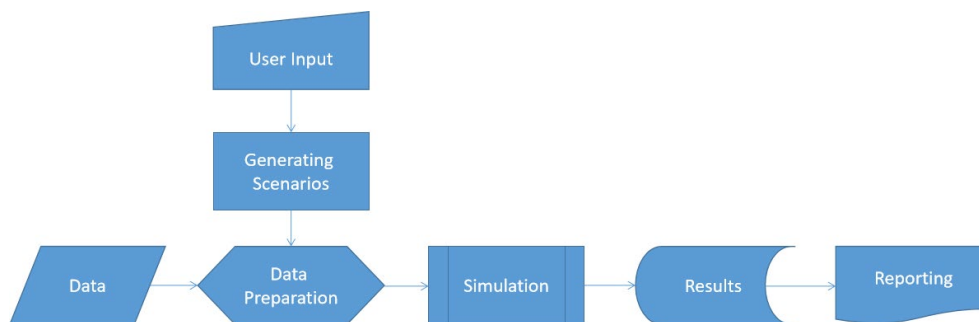 User Input
Generating
Scenarios
Data
Data
Preparation
Simulation
Results
Reporting